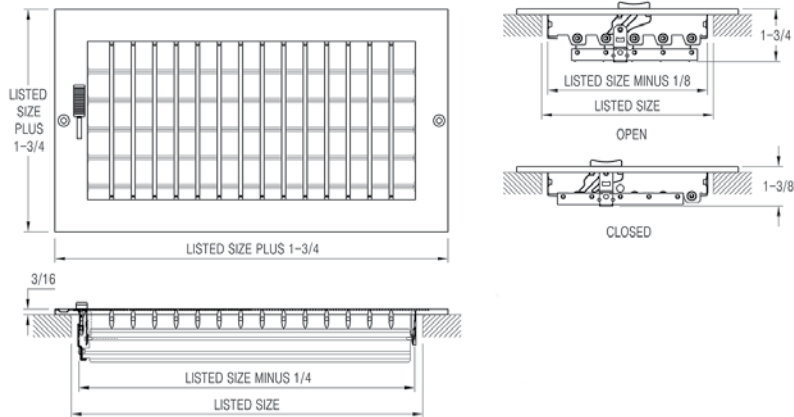 LISTED
SIZE
PLUS
1-3/4
LISTED SIZE PLUS 1-3/4
1-3/4
LISTED SIZE MINUS 1/8
LISTED SIZE
OPEN
1-3/8
CLOSED
3/16
LISTED SIZE MINUS 1/4
LISTED SIZE